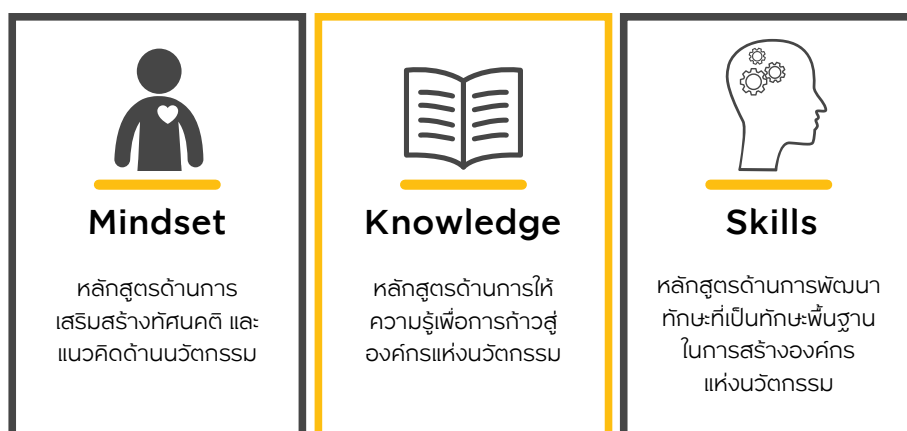 Mindset
หลักสูตรด้านการ
เสริมสร้างทัศนคติ และ
แนวคิดด้านนวัตกรรม
Knowledge
หลักสูตรด้านการให้
ความรู้เพื่อการก้าวสู่
องค์กรแห่งนวัตกรรม
Skills
หลักสูตรด้านการพัฒนา
ทักษะที่เป็นทักษะพื้นฐาน
ในการสร้างองค์กร
แห่งนวัตกรรม